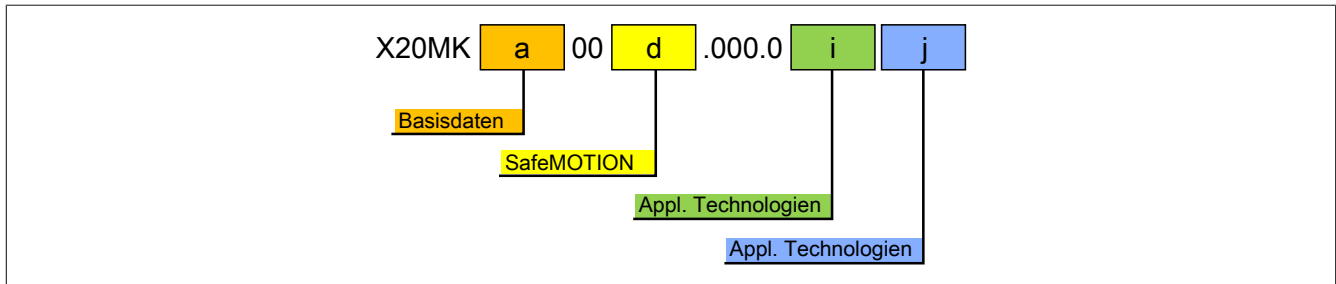 X20MK a 00 d .000.0 i j
Basisdaten
SafeMOTION
Appl. Technologien
Appl. Technologien